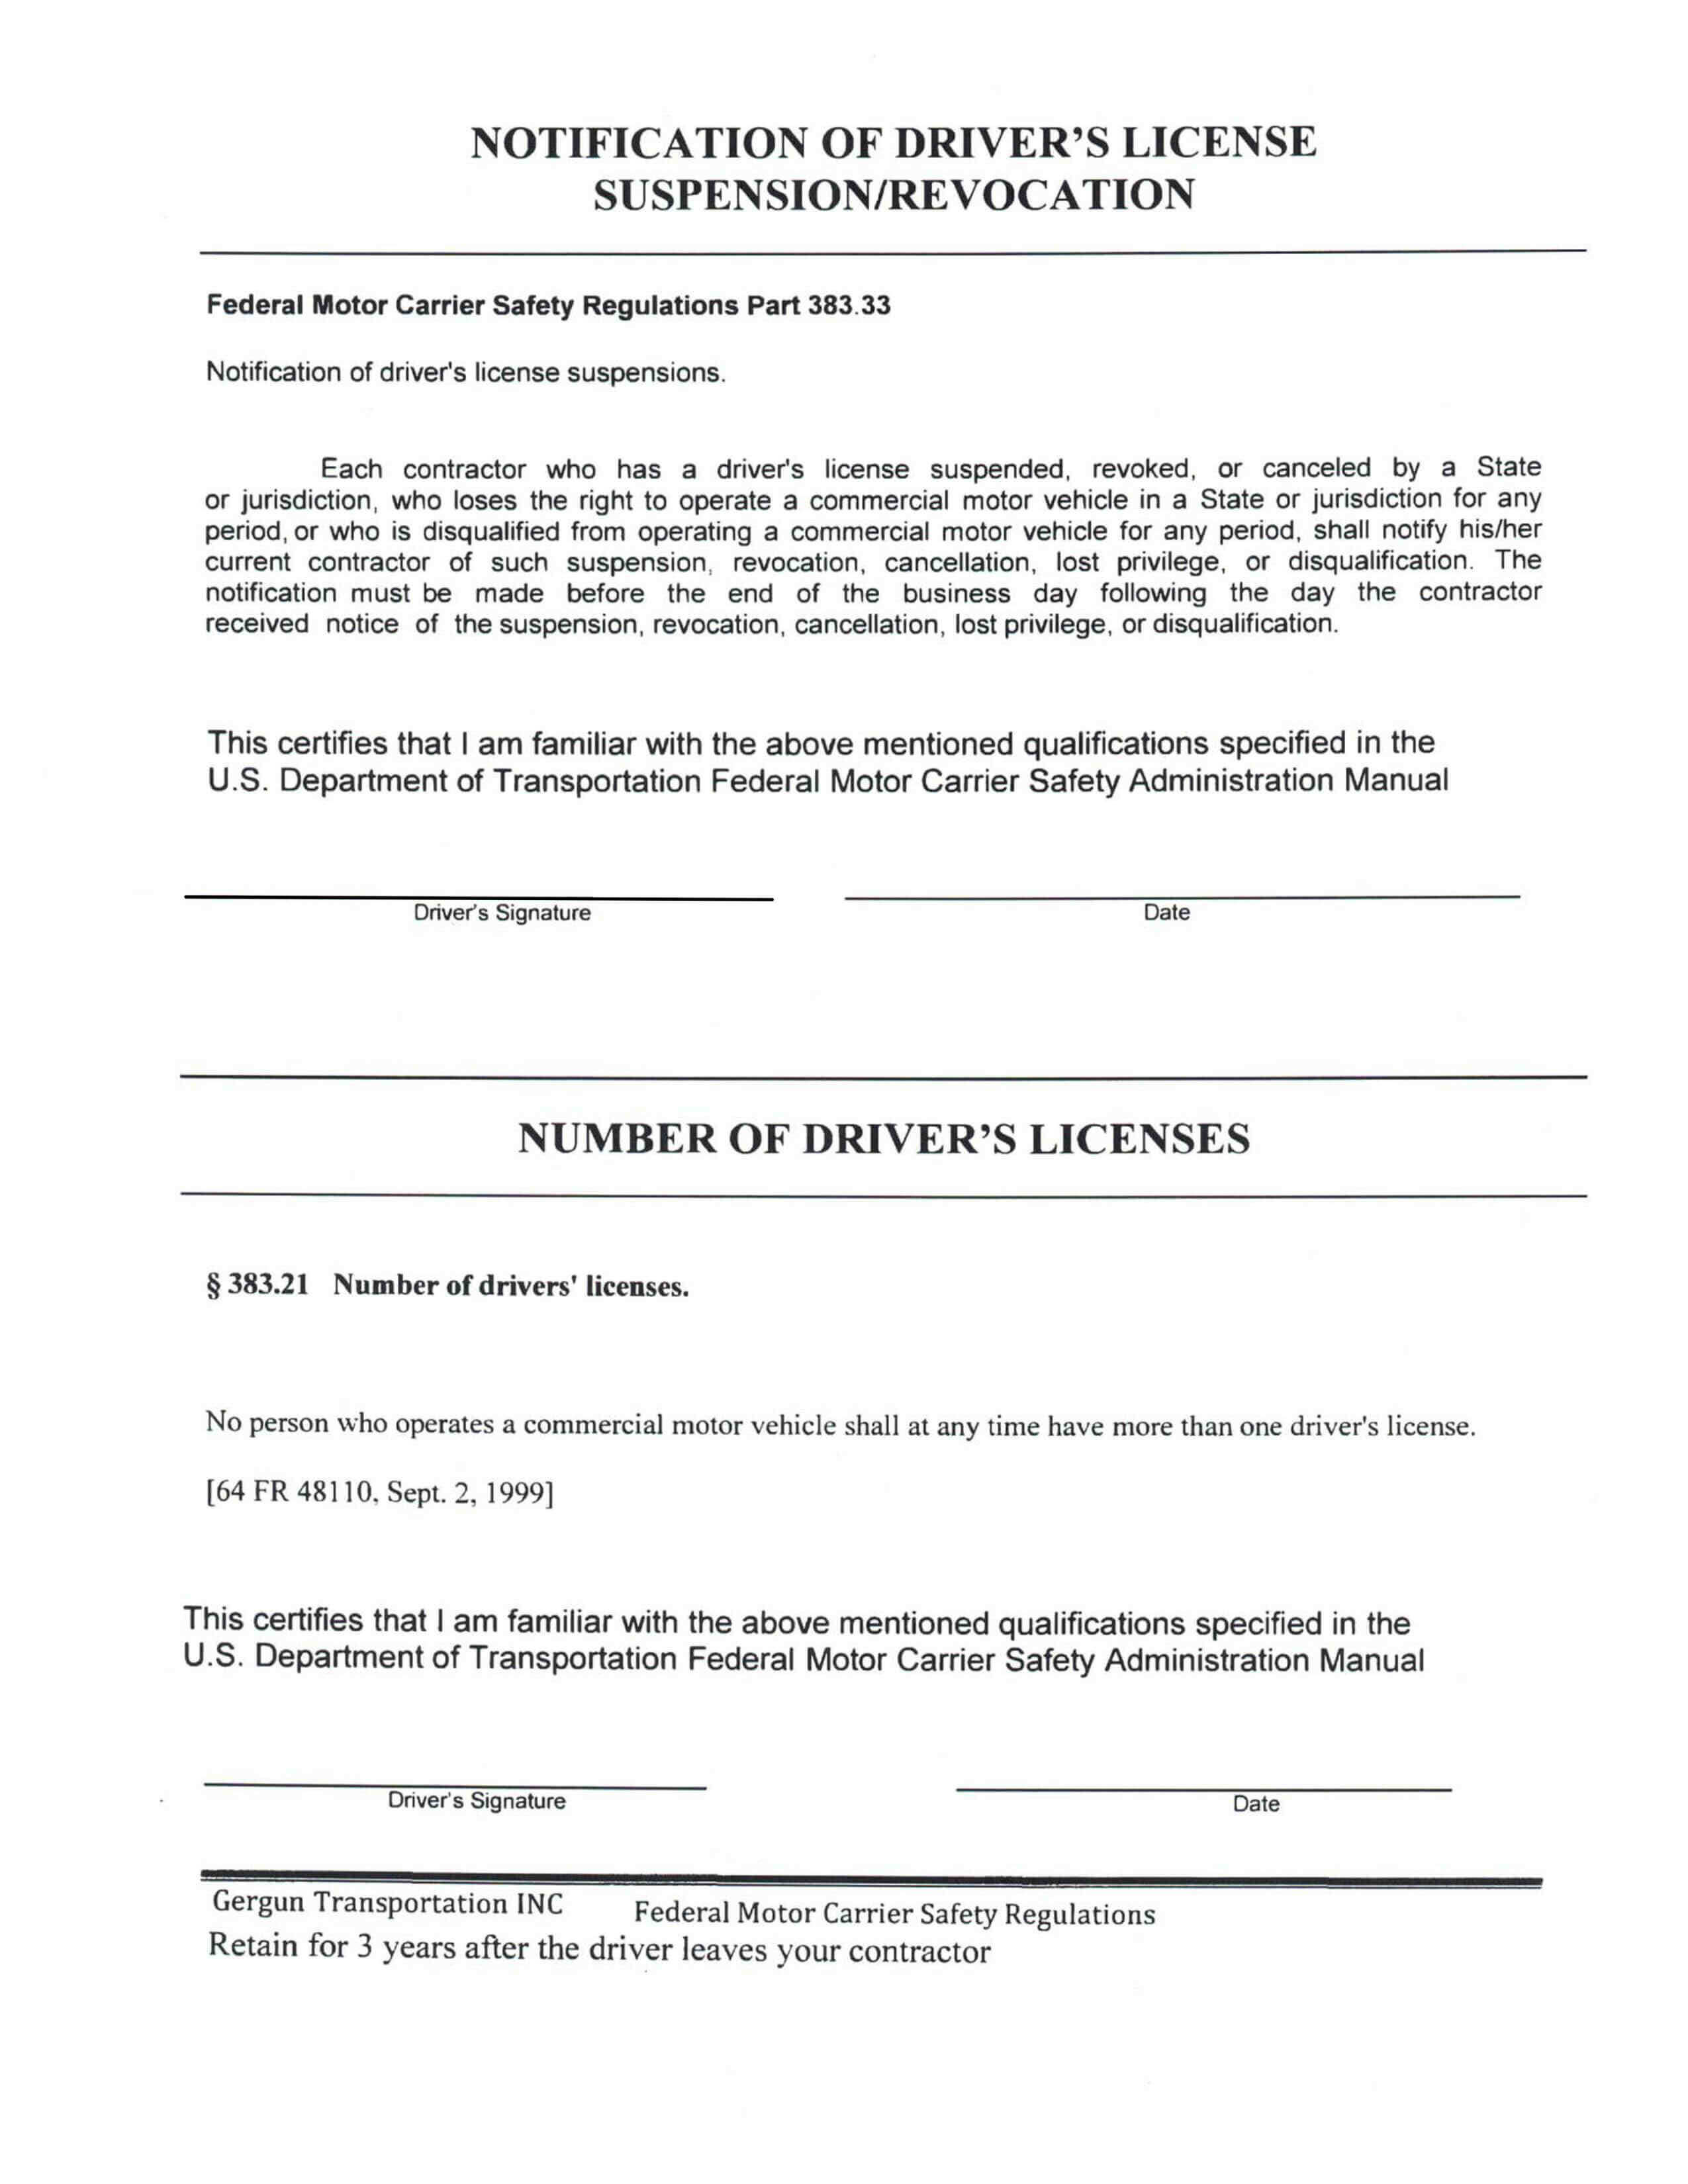 NOTIFICATION OF DRIVER'S LICENSE
SUSPENSION/REVOCATION
Federal Motor Carrier Safety Regulations Part 383.33
Notification of driver's license suspensions.
Each contractor who has a driver's license suspended, revoked, or canceled by a State
or jurisdiction, who loses the right to operate a commercial motor vehicle in a State or jurisdiction for any
period, or who is disqualified from operating a commercial motor vehicle for any period, shall notify his/her
current contractor of such suspension, revocation, cancellation, lost privilege, or disqualification. The
notification must be made before the end of the business day following the day the contractor
received notice of the suspension, revocation, cancellation, lost privilege, or disqualification.
This certifies that I am familiar with the above mentioned qualifications specified in the
U.S. Department of Transportation Federal Motor Carrier Safety Administration Manual
Driver's Signature Date
NUMBER OF DRIVER'S LICENSES
§ 383.21 Number of drivers' licenses.
No person who operates a commercial motor vehicle shall at any time have more than one driver's license.
[64 FR 48110, Sept. 2, 1999]
This certifies that I am familiar with the above mentioned qualifications specified in the
U.S. Department of Transportation Federal Motor Carrier Safety Administration Manual
Driver's Signature Date
Gergun Transportation INC Federal Motor Carrier Safety Regulations
Retain for 3 years after the driver leaves your contractor